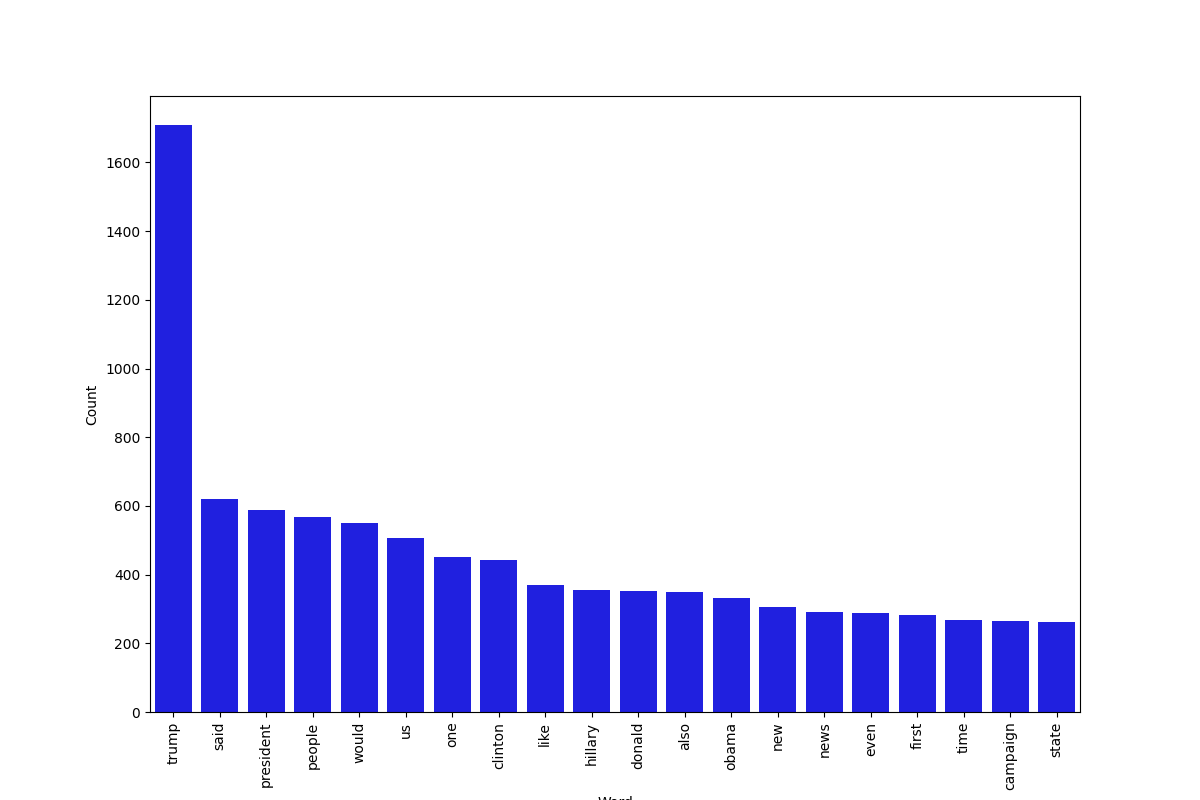 1600
1400
1200
1000
800
600
400
200
0
Count
trump
said
president
people
would
us
one
clinton
like
hillary
donald
also
obama
new
news
even
first
time
campaign
state
Word